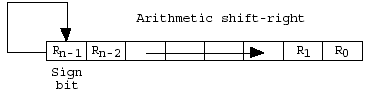 Arithmetic shift-right
Rn-1 Rn-2 R1 R0
Sign
bit